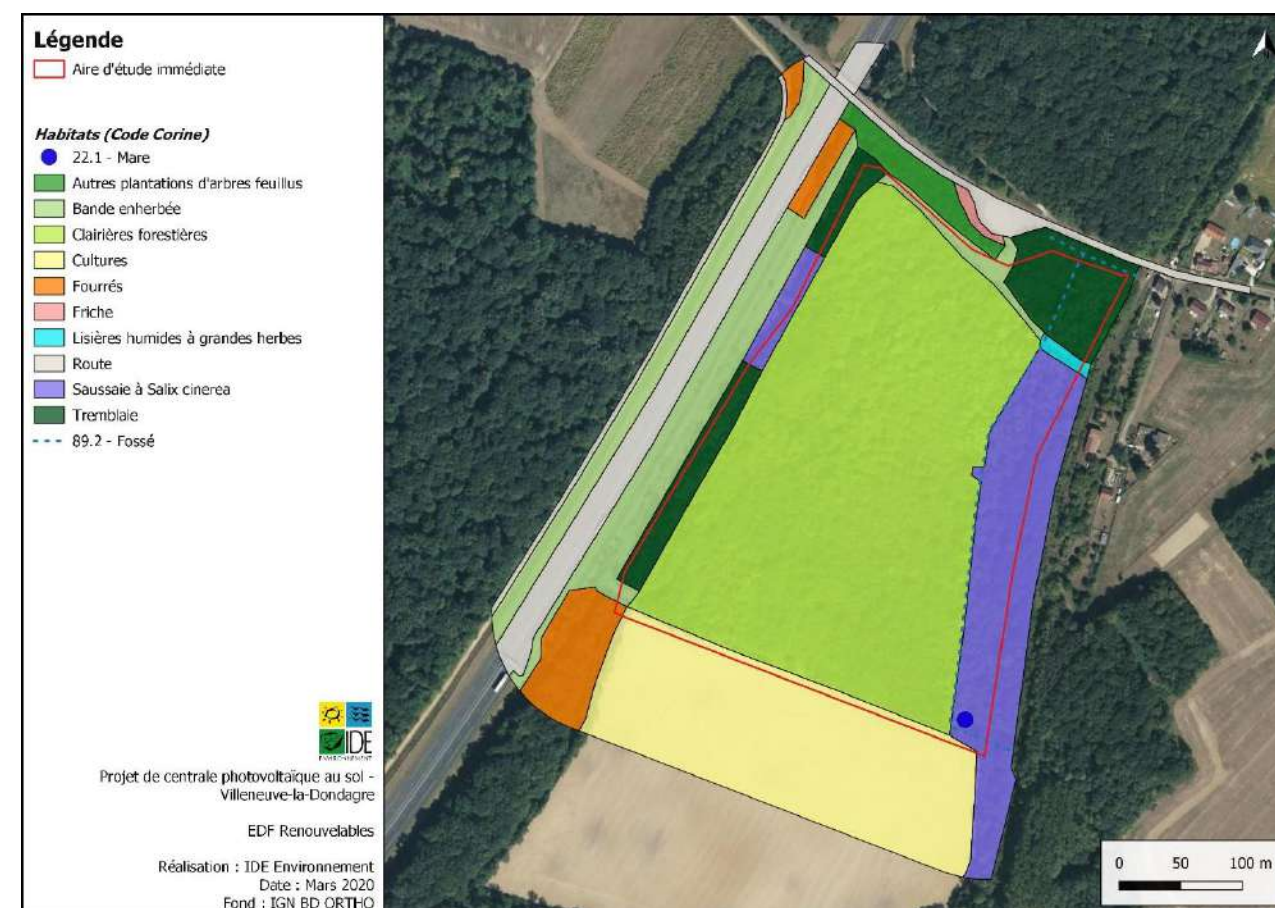 Légende
Aire d'étude immédiate
Habitats (Code Corine)
22.1 - Mare
Autres plantations d'arbres feuillus
Bande enherbée
Clairières forestières
Cultures
Fourrés
Friche
Lisières humides à grandes herbes
Route
Saussaie à Salix cinerea
Tremblaie
89.2 - Fossé
IDE
ENVIRONNEMENT
Projet de centrale photovoltaïque au sol -
Villeneuve-la-Dondagre
EDF Renouvelables
Réalisation : IDE Environnement
Date : Mars 2020
Fond : IGN BD ORTHO
0 50 100 m